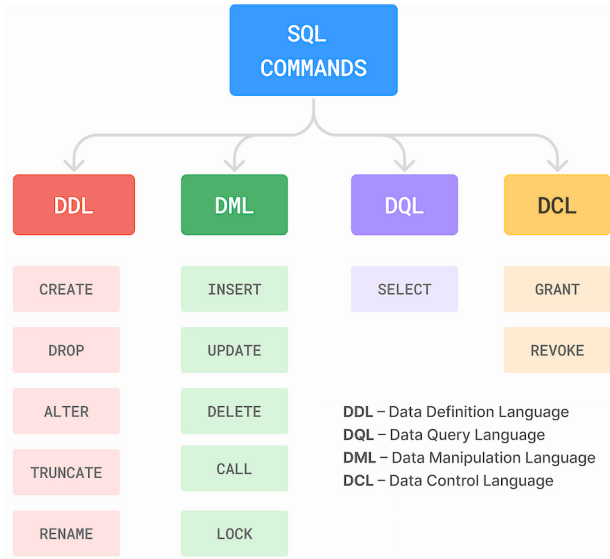 SQL
COMMANDS
DDL
DML
DQL
DCL
CREATE
INSERT
SELECT
GRANT
DROP
UPDATE
REVOKE
ALTER
DELETE
TRUNCATE
CALL
RENAME
LOCK
DDL – Data Definition Language
DQL – Data Query Language
DML – Data Manipulation Language
DCL – Data Control Language